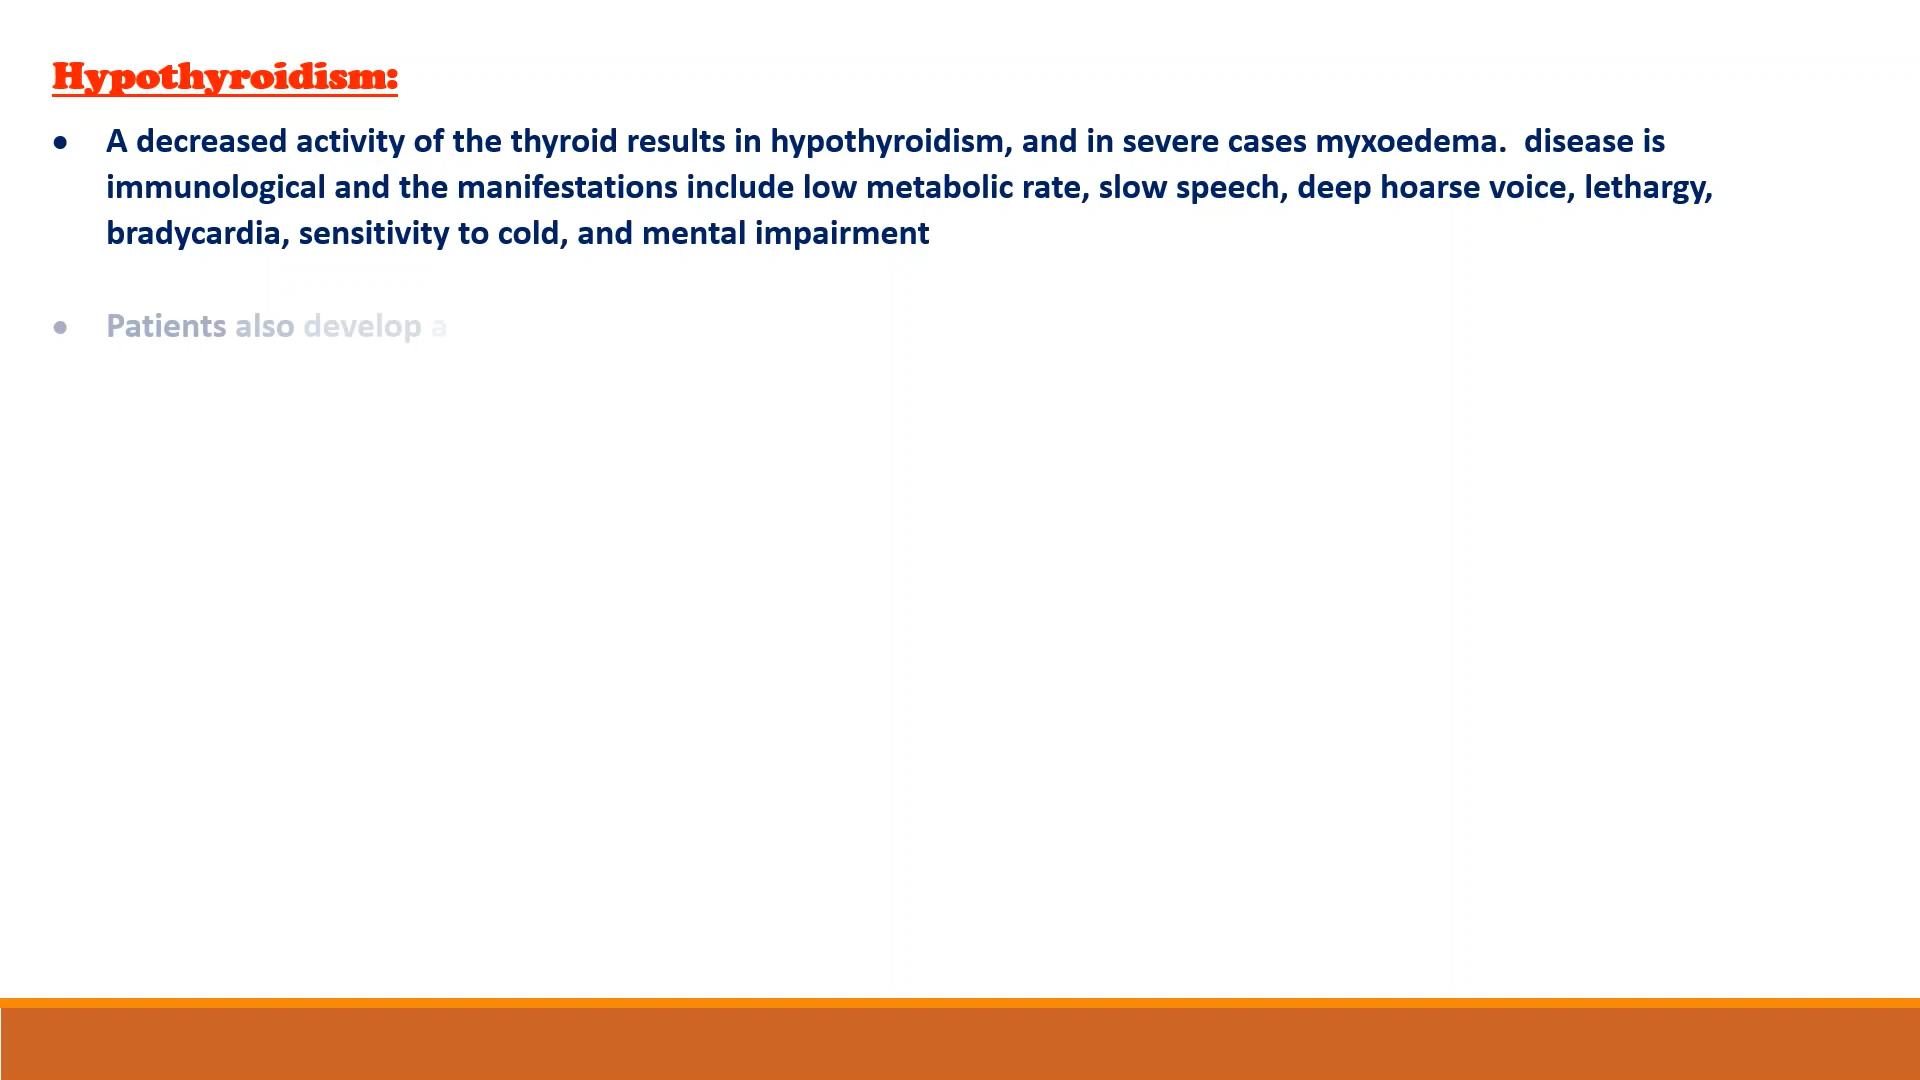 Hypothyroidism:
• A decreased activity of the thyroid results in hypothyroidism, and in severe cases myxoedema.  disease is
immunological and the manifestations include low metabolic rate, slow speech, deep hoarse voice, lethargy,
bradycardia, sensitivity to cold, and mental impairment
• Patients also develop a